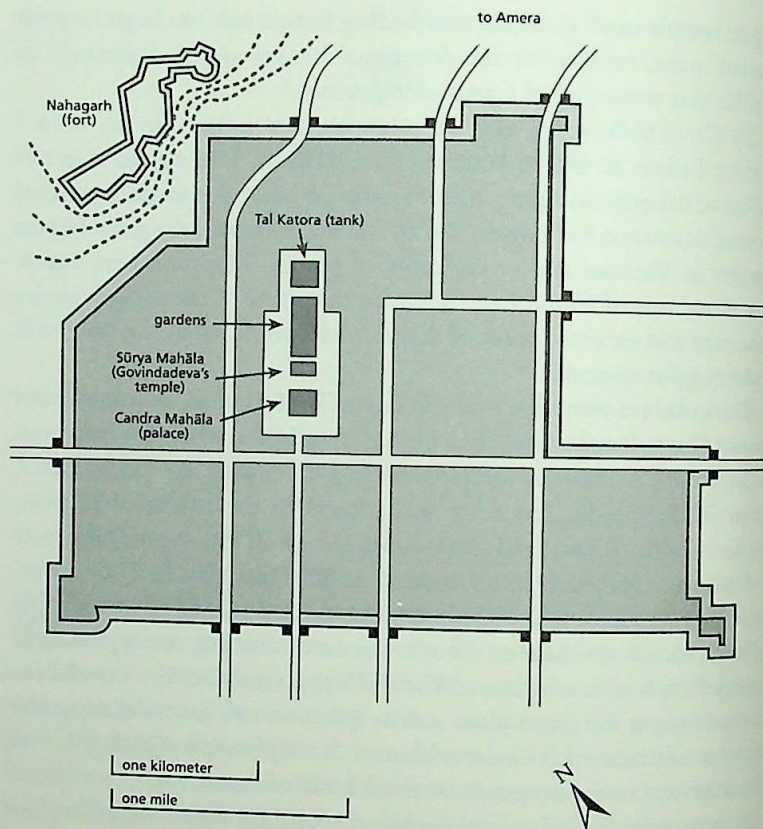 to Amera
Nahagarh
(fort)
Tal Katora (tank)
gardens
Sūrya Mahāla
(Govindadeva's
temple)
Candra Mahāla
(palace)
one kilometer
one mile
N